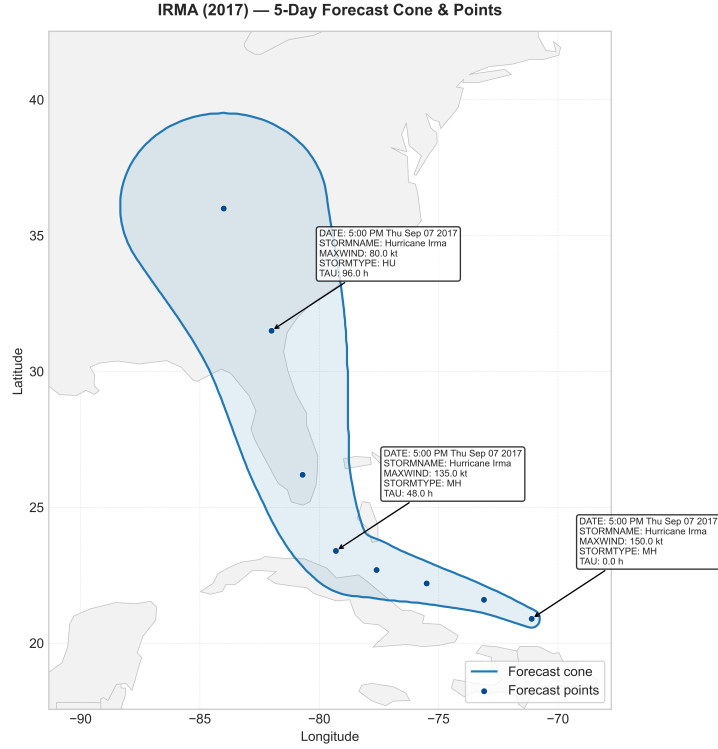 IRMA (2017) — 5-Day Forecast Cone & Points
40
35
30
25
20
Latitude
DATE: 5:00 PM Thu Sep 07 2017
STORMNAME: Hurricane Irma
MAXWIND: 80.0 kt
STORMTYPE: HU
TAU: 96.0 h
DATE: 5:00 PM Thu Sep 07 2017
STORMNAME: Hurricane Irma
MAXWIND: 135.0 kt
STORMTYPE: MH
TAU: 48.0 h
DATE: 5:00 PM Thu Sep 07 2017
STORMNAME: Hurricane Irma
MAXWIND: 150.0 kt
STORMTYPE: MH
TAU: 0.0 h
Forecast cone
Forecast points
−90
−85
−80
−75
−70
Longitude